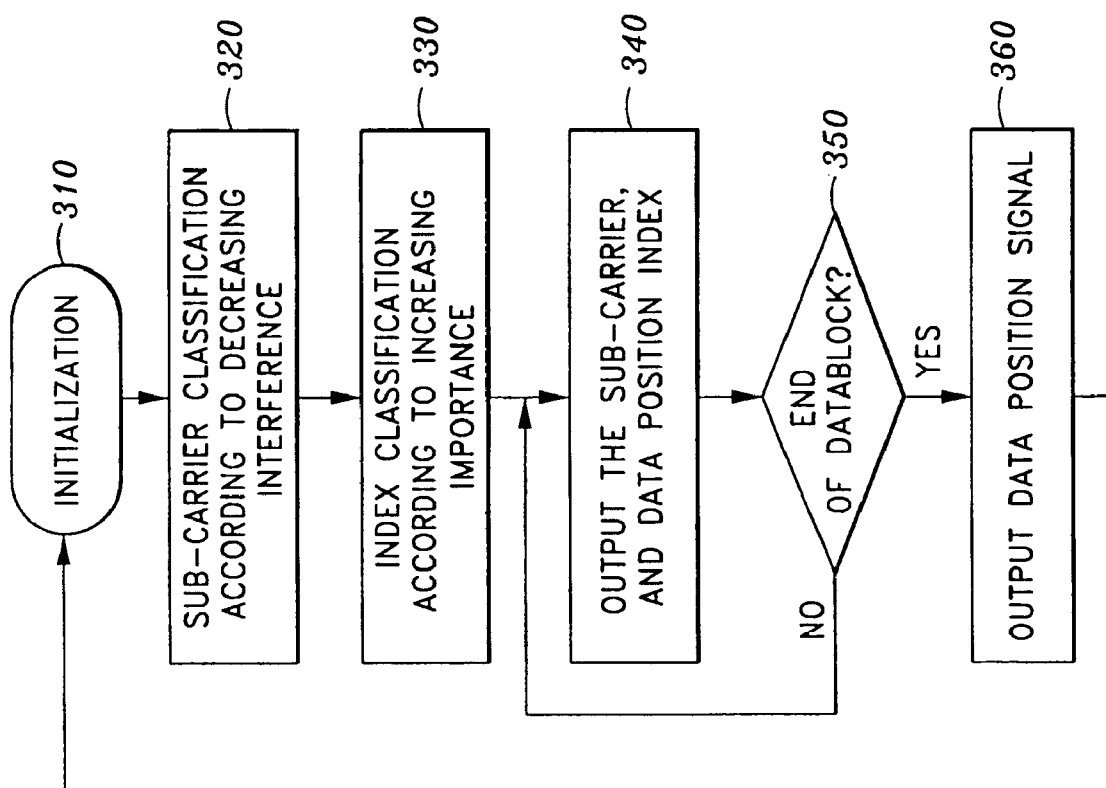 INITIALIZATION
310
SUB-CARRIER CLASSIFICATION
ACCORDING TO DECREASING
INTERFERENCE
320
INDEX CLASSIFICATION
ACCORDING TO INCREASING
IMPORTANCE
330
OUTPUT THE SUB-CARRIER,
AND DATA POSITION INDEX
340
END
OF DATABLOCK?
350
NO
YES
OUTPUT DATA POSITION SIGNAL
360